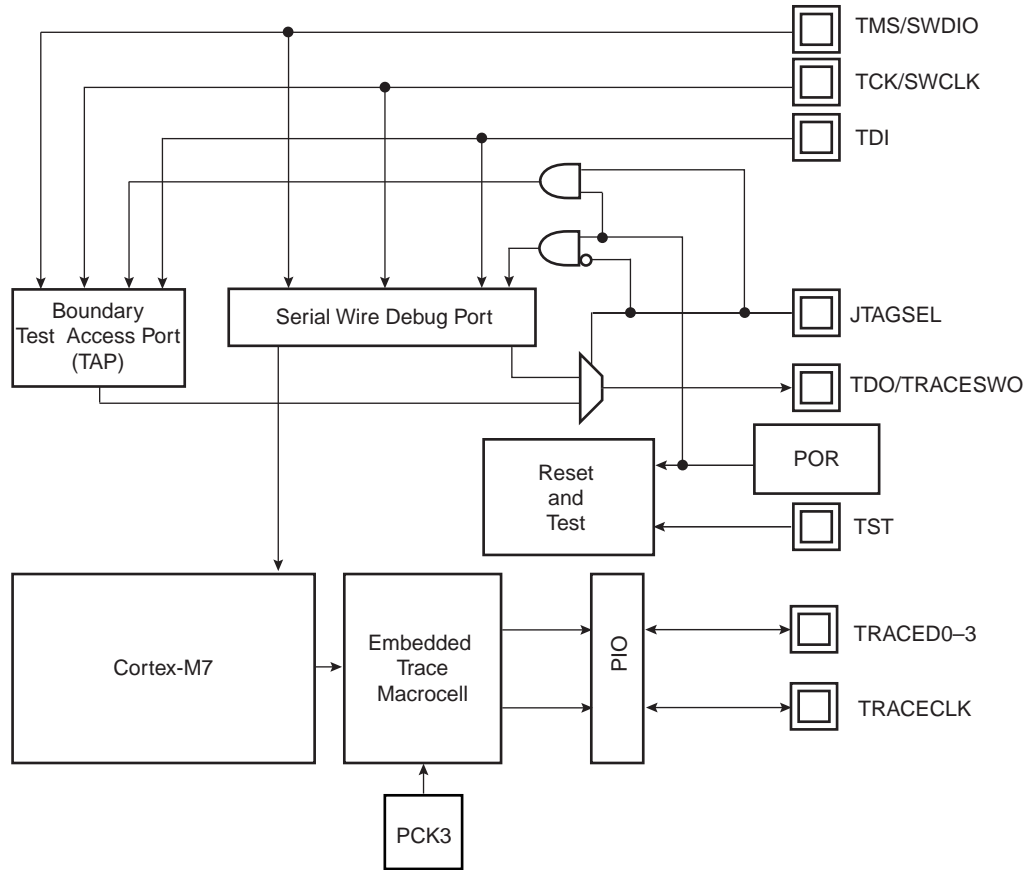 TMS/SWDIO
TCK/SWCLK
TDI
Boundary
Test Access Port
(TAP)
Serial Wire Debug Port
JTAGSEL
TDO/TRACESWO
POR
Reset
and
Test
TST
Cortex-M7
Embedded
Trace
Macrocell
PIO
TRACED0–3
TRACECLK
PCK3